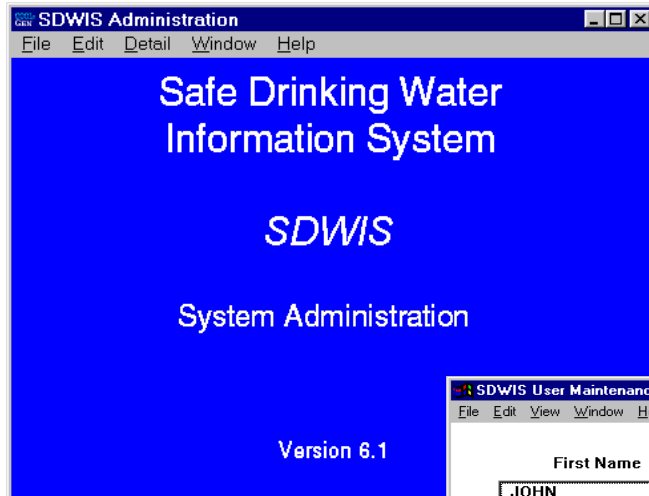 SDWIS Administration
File Edit Detail Window Help
Safe Drinking Water
Information System
SDWIS
System Administration
Version 6.1
SDWIS User Maintenanc
File Edit View Window H
First Name
JOHN